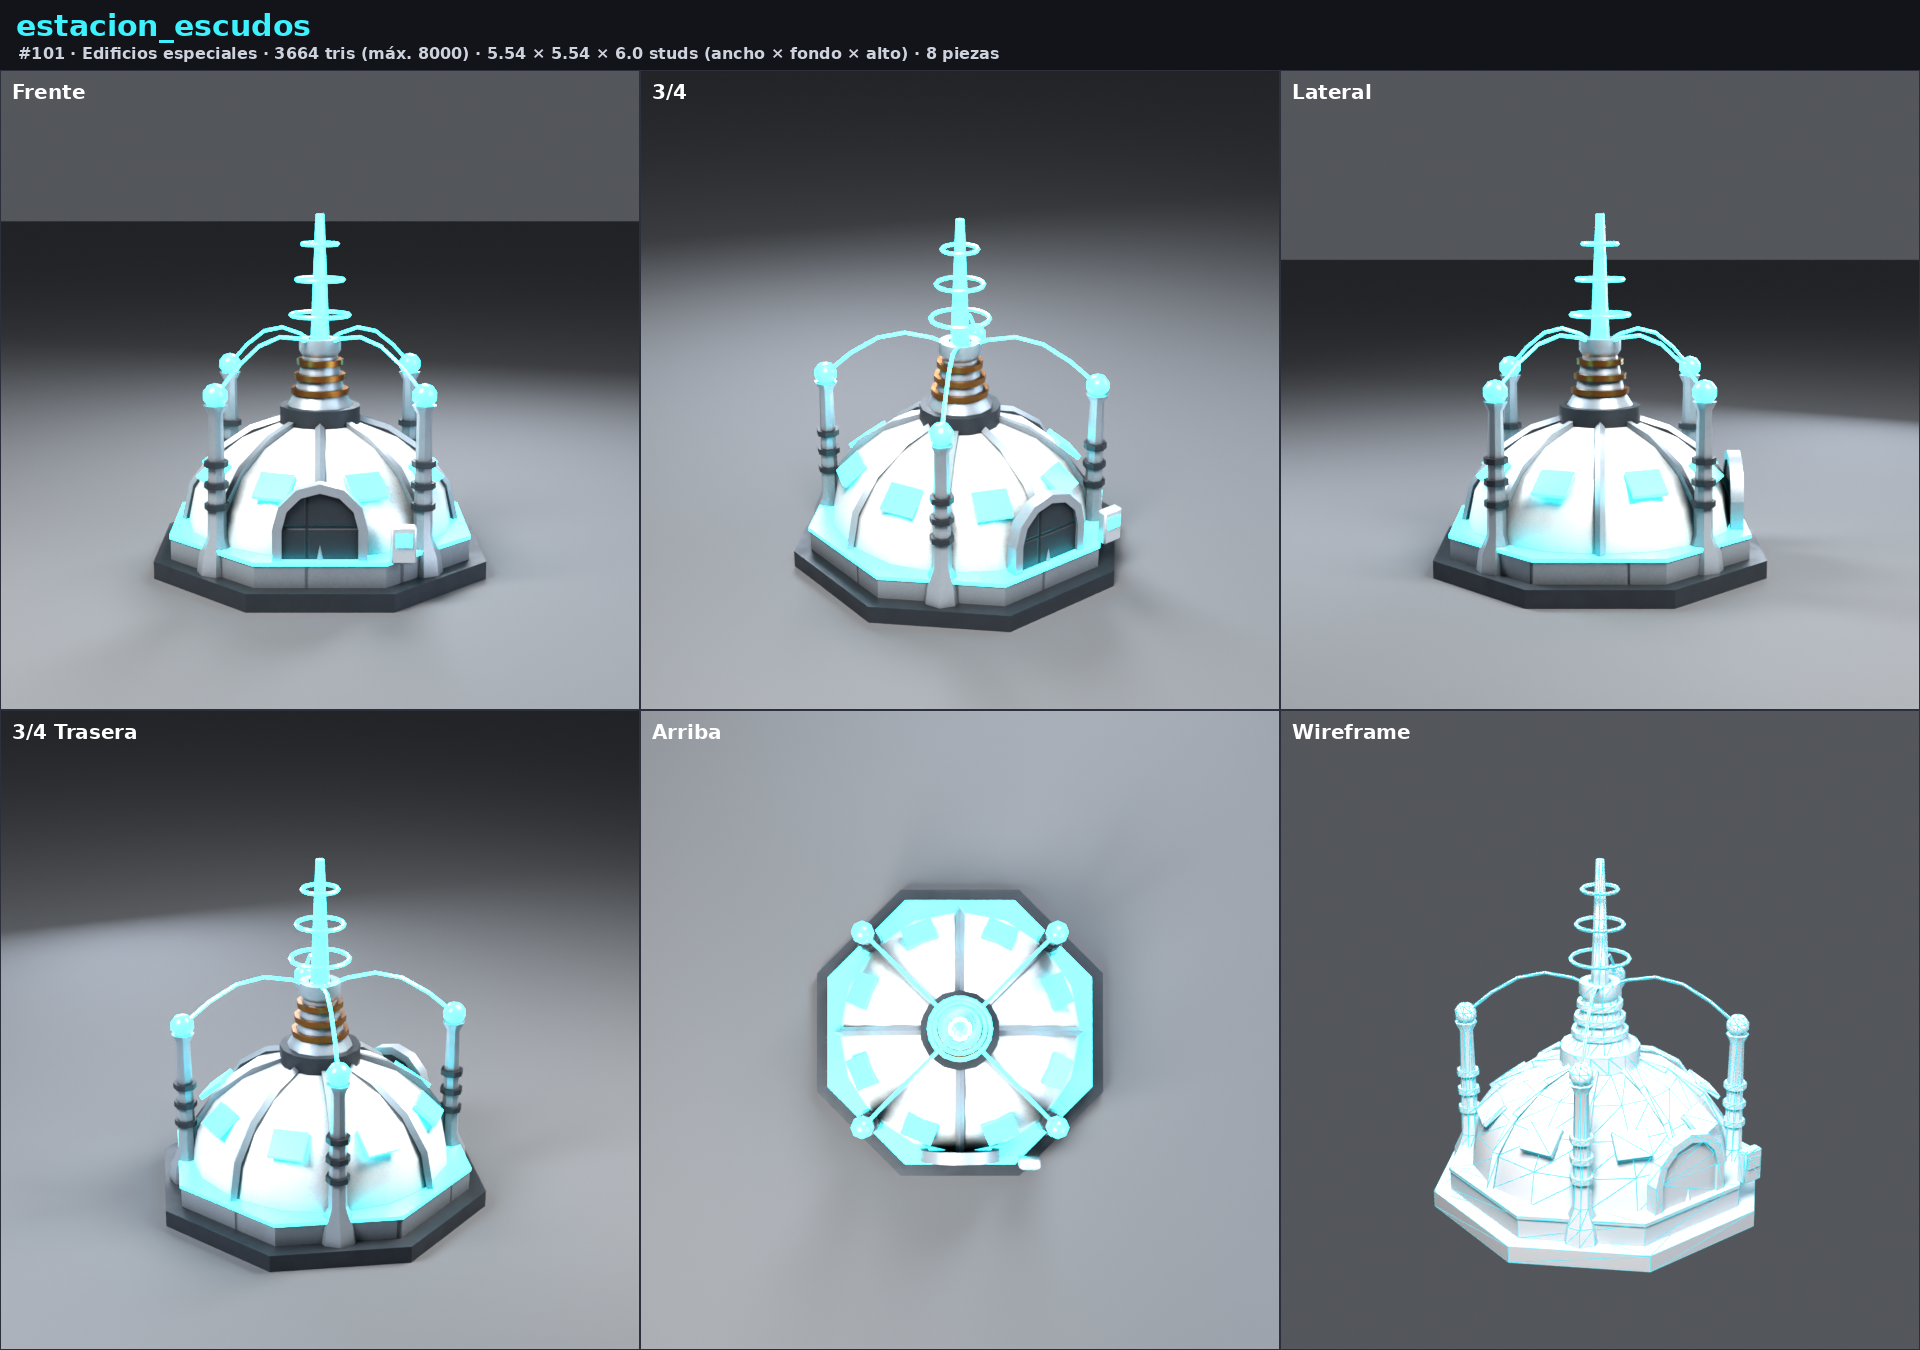 estacion_escudos
#101 · Edificios especiales · 3664 tris (máx. 8000) · 5.54 × 5.54 × 6.0 studs (ancho × fondo × alto) · 8 piezas
Frente
3/4
Lateral
3/4 Trasera
Arriba
Wireframe